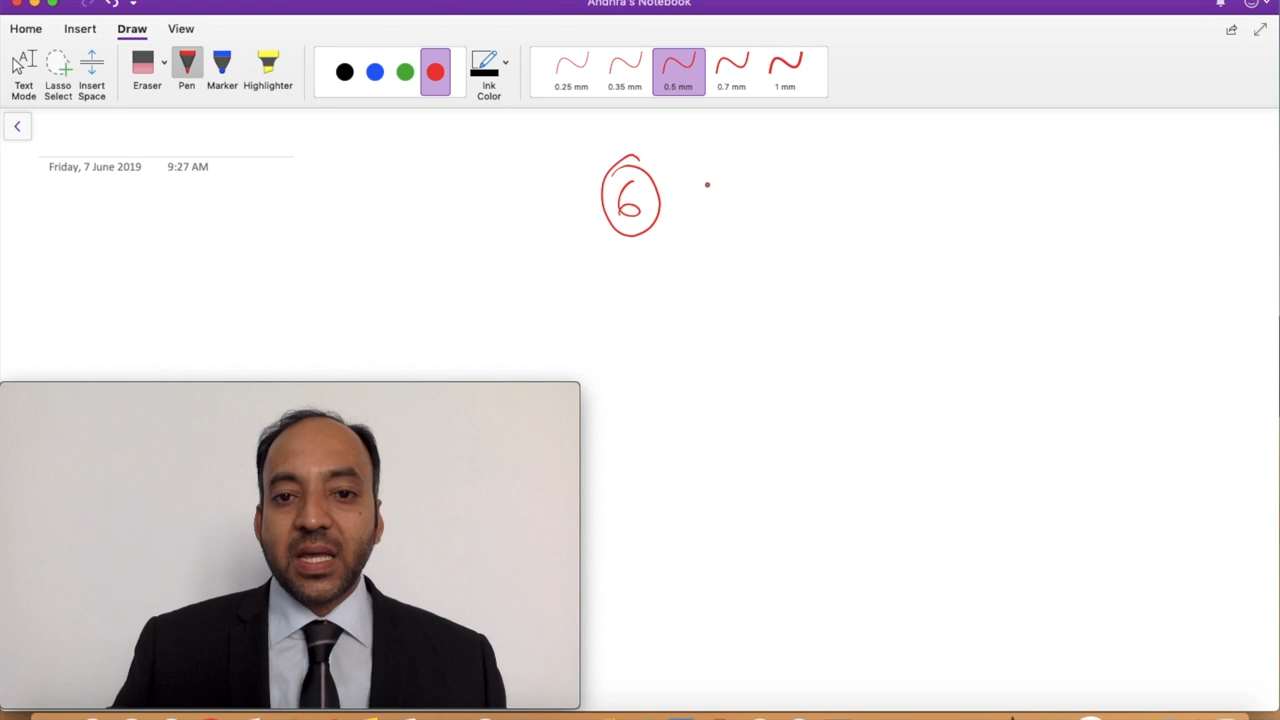 Andhra's Notebook
Home Insert Draw View
Text Mode
Lasso Select
Insert Space
Eraser
Pen
Marker
Highlighter
Ink Color
0.25 mm
0.35 mm
0.5 mm
0.7 mm
1 mm
Friday, 7 June 2019 9:27 AM
6